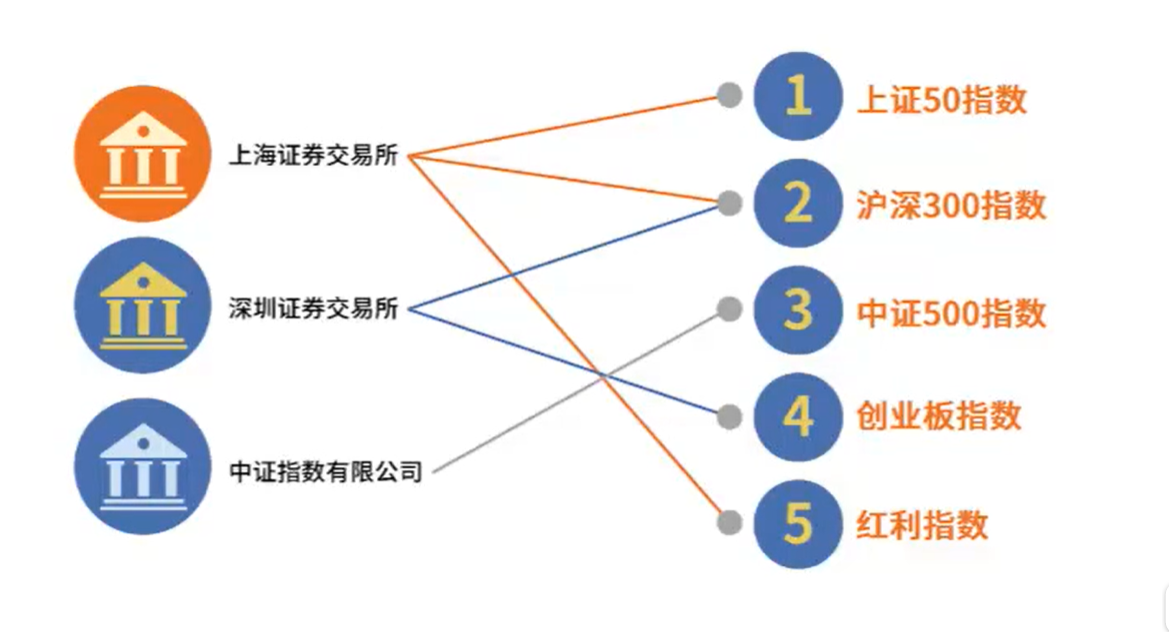 上海证券交易所
深圳证券交易所
中证指数有限公司
1 上证50指数
2 沪深300指数
3 中证500指数
4 创业板指数
5 红利指数